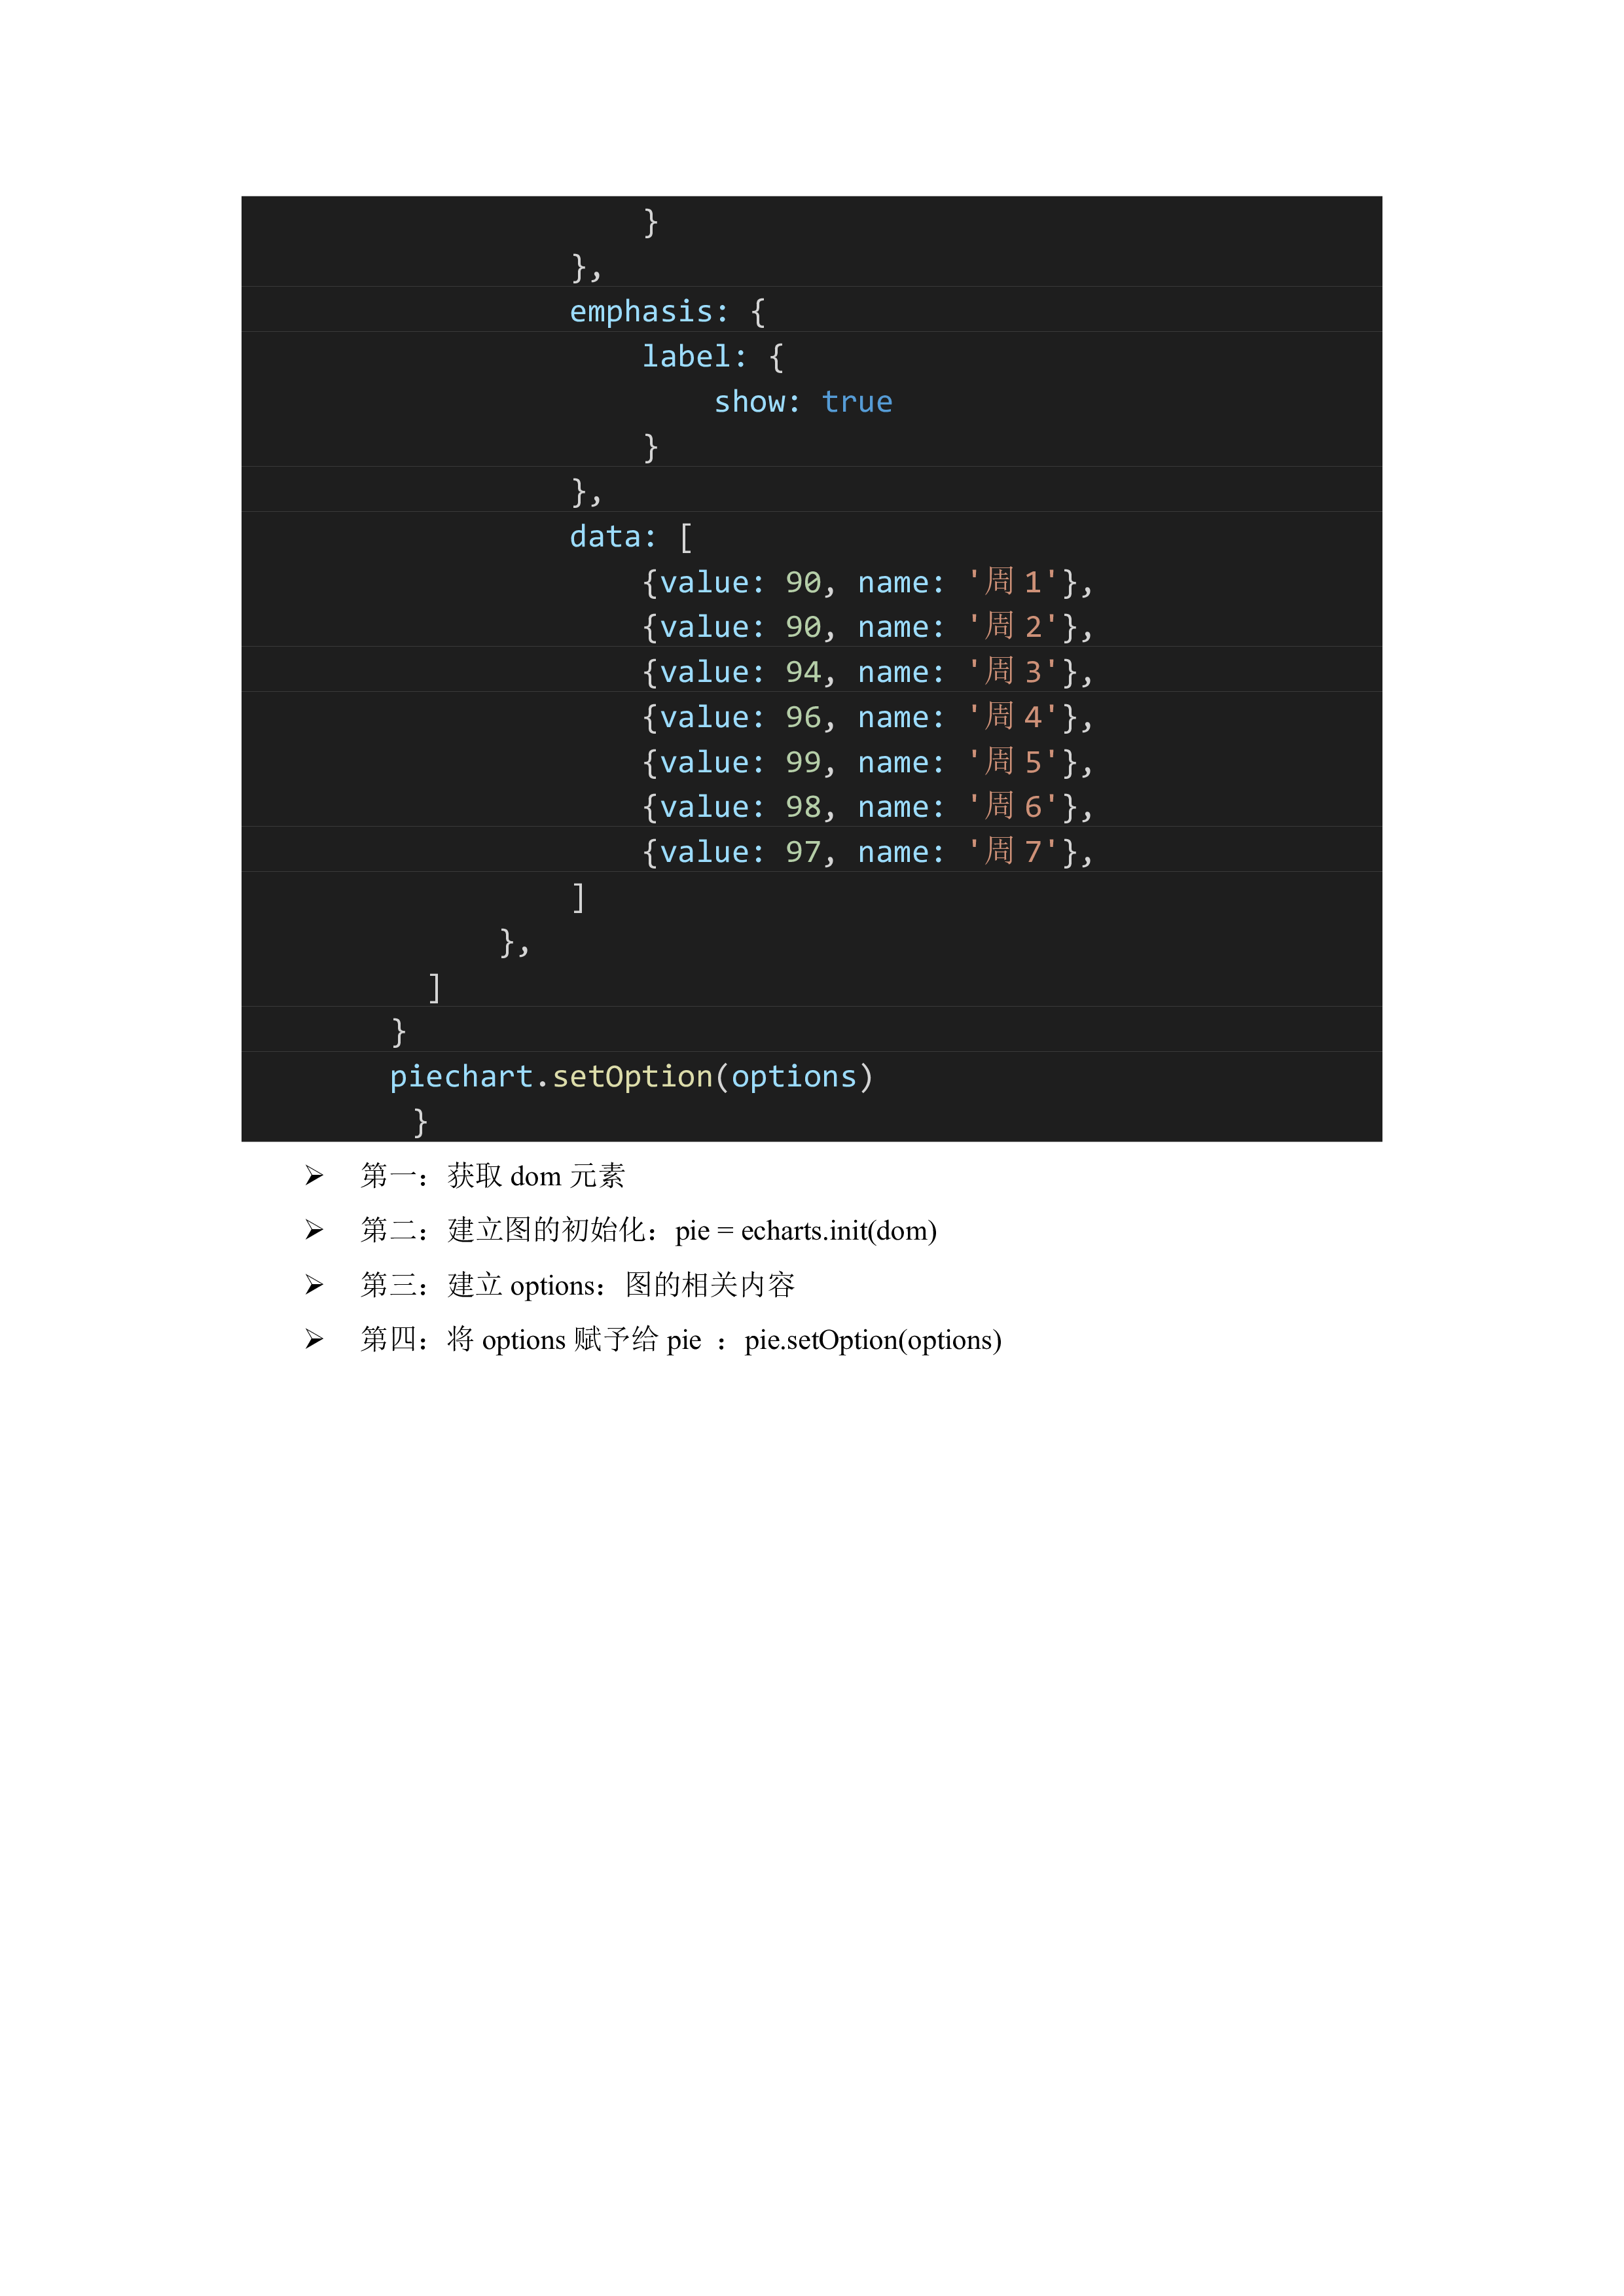 }
},
emphasis: {
label: {
show: true
}
},
data: [
{value: 90, name: '周1'},
{value: 90, name: '周2'},
{value: 94, name: '周3'},
{value: 96, name: '周4'},
{value: 99, name: '周5'},
{value: 98, name: '周6'},
{value: 97, name: '周7'},
]
},
]
}
piechart.setOption(options)
}
➢ 第一：获取 dom 元素
➢ 第二：建立图的初始化：pie = echarts.init(dom)
➢ 第三：建立 options：图的相关内容
➢ 第四：将 options 赋予给 pie ：pie.setOption(options)